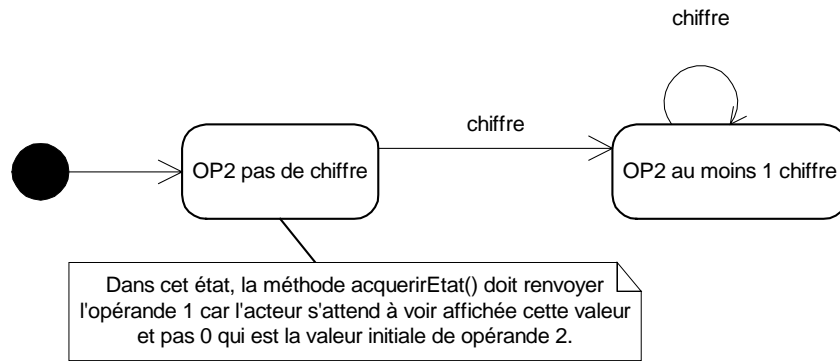 chiffre
chiffre
OP2 pas de chiffre
OP2 au moins 1 chiffre
Dans cet état, la méthode acquerirEtat() doit renvoyer
l'opérande 1 car l'acteur s'attend à voir affichée cette valeur
et pas 0 qui est la valeur initiale de opérande 2.